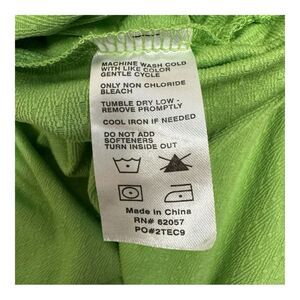 MACHINE WASH COLD
WITH LIKE COLOR
GENTLE CYCLE
ONLY NON CHLORIDE
BLEACH
TUMBLE DRY LOW -
REMOVE PROMPTLY
COOL IRON IF NEEDED
DO NOT ADD
SOFTENERS
TURN INSIDE OUT
Made in China
RN# 62057
PO#2TEC9